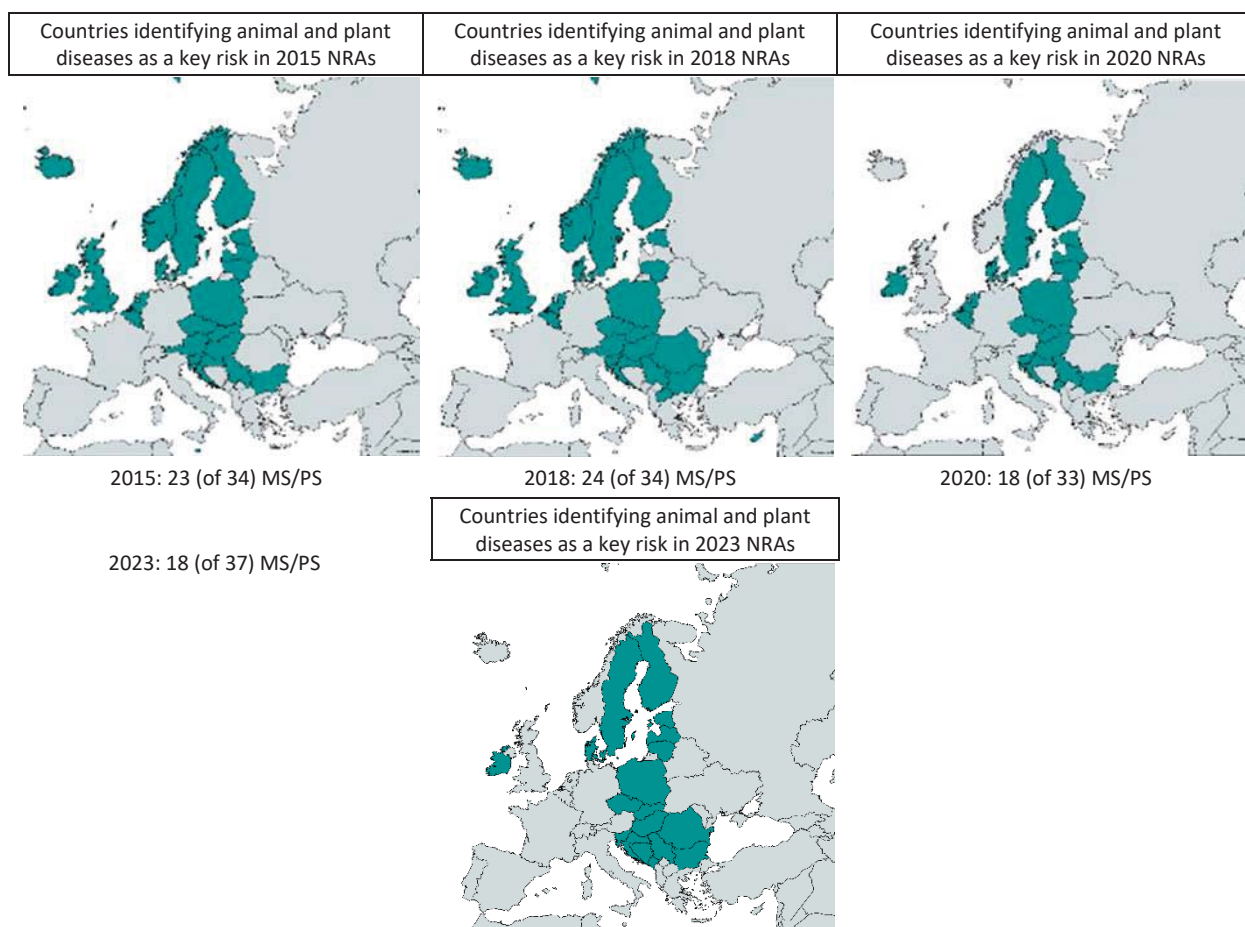 Countries identifying animal and plant
diseases as a key risk in 2015 NRAs
Countries identifying animal and plant
diseases as a key risk in 2018 NRAs
Countries identifying animal and plant
diseases as a key risk in 2020 NRAs
2015: 23 (of 34) MS/PS
2018: 24 (of 34) MS/PS
2020: 18 (of 33) MS/PS
Countries identifying animal and plant
diseases as a key risk in 2023 NRAs
2023: 18 (of 37) MS/PS